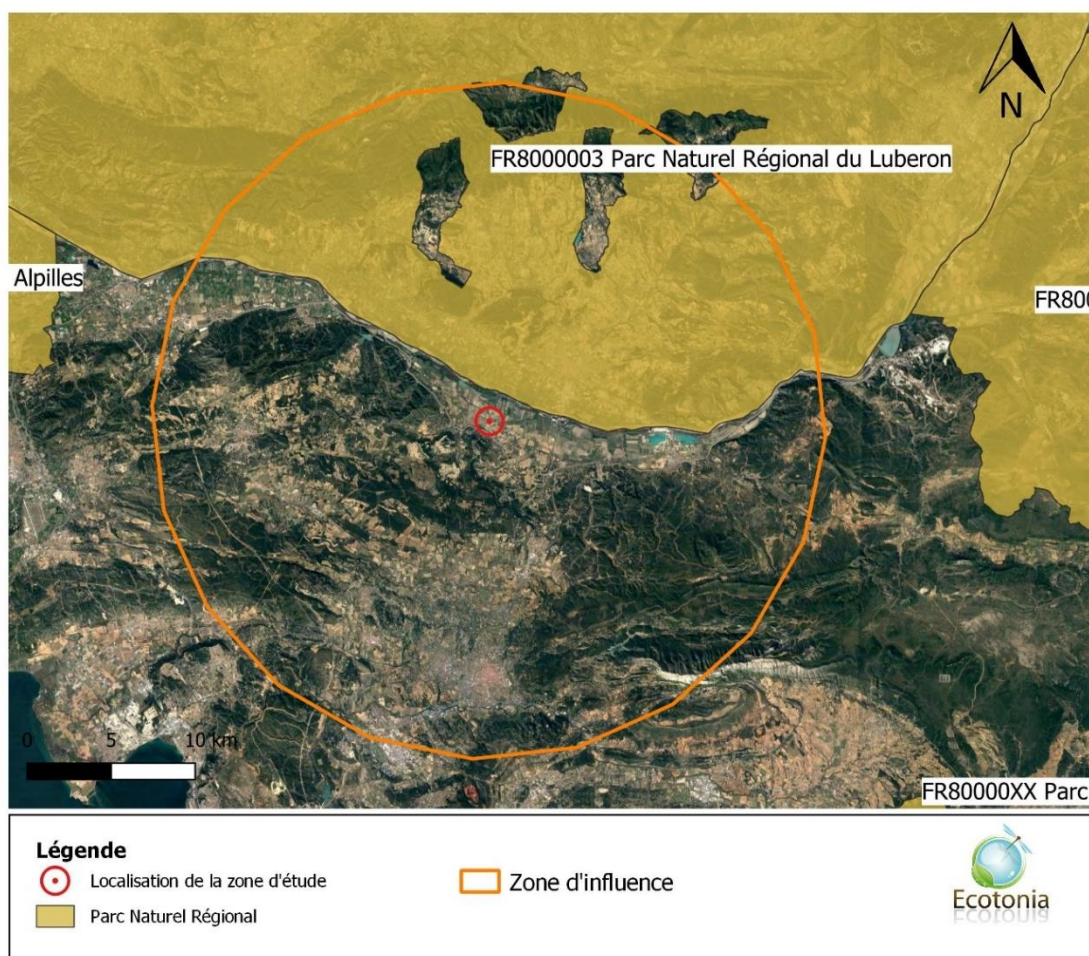 N
FR8000003 Parc Naturel Régional du Luberon
Alpilles
FR800
0 5 10 km
FR80000XX Parc
Légende
Localisation de la zone d'étude
Zone d'influence
Parc Naturel Régional
Ecotonia